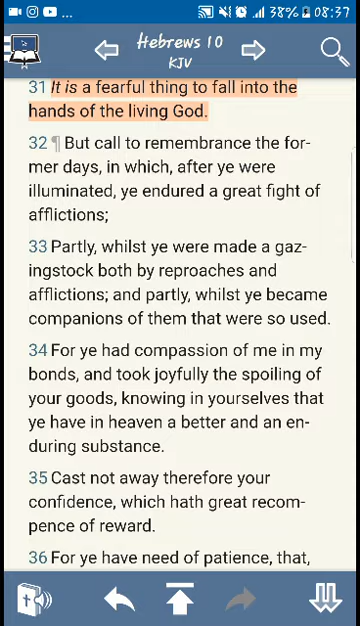 ... 38% 08:37
Hebrews 10
KJV
31 It is a fearful thing to fall into the
hands of the living God.
32 ¶ But call to remembrance the for-
mer days, in which, after ye were
illuminated, ye endured a great fight of
afflictions;
33 Partly, whilst ye were made a gaz-
ingstock both by reproaches and
afflictions; and partly, whilst ye became
companions of them that were so used.
34 For ye had compassion of me in my
bonds, and took joyfully the spoiling of
your goods, knowing in yourselves that
ye have in heaven a better and an en-
during substance.
35 Cast not away therefore your
confidence, which hath great recom-
pence of reward.
36 For ye have need of patience, that,